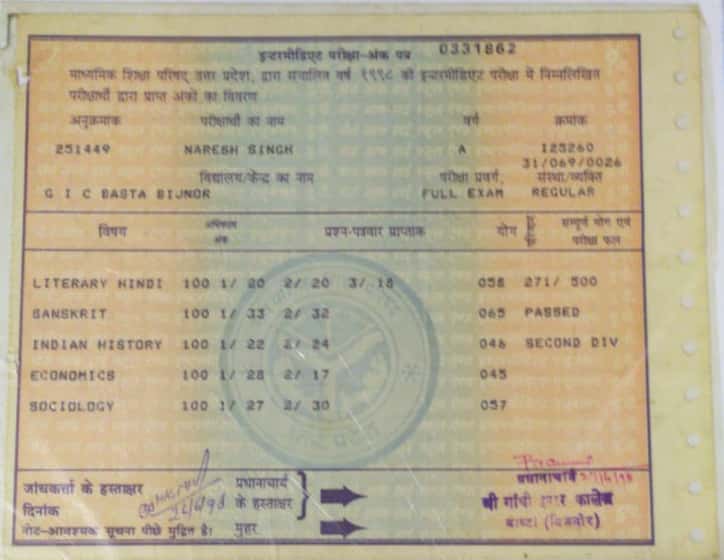 इन्टरमीडिएट परीक्षा-अंक पत्र 0331862
माध्यमिक शिक्षा परिषद् उत्तर प्रदेश, द्वारा संचालित वर्ष १९९८ की इन्टरमीडिएट परीक्षा में निम्नलिखित
परीक्षार्थी द्वारा प्राप्त अंकों का विवरण
अनुक्रमांक परीक्षार्थी का नाम वर्ग क्रमांक
251449 NARESH SINGH A 125260
31/069/0026
विद्यालय/केन्द्र का नाम परीक्षा प्रवर्ग, संस्था/व्यक्ति
G I C BASTA BIJNOR FULL EXAM REGULAR
विषय अधिकतम अंक प्रश्न-पत्रवार प्राप्तांक योग सम्पूर्ण योग एवं
परीक्षा फल
LITERARY HINDI 100 1/ 20 2/ 20 3/ 18 058 271/ 500
SANSKRIT 100 1/ 33 2/ 32 065 PASSED
INDIAN HISTORY 100 1/ 22 2/ 24 046 SECOND DIV
ECONOMICS 100 1/ 28 2/ 17 045
SOCIOLOGY 100 1/ 27 2/ 30 057
जांचकर्त्ता के हस्ताक्षर प्रधानाचार्य
के हस्ताक्षर प्रधानाचार्य
दिनांक 26/6/98 श्री गाँधी इण्टर कालेज
नोट-आवश्यक सूचना पीछे मुद्रित है। मुहर बास्टा (बिजनौर)